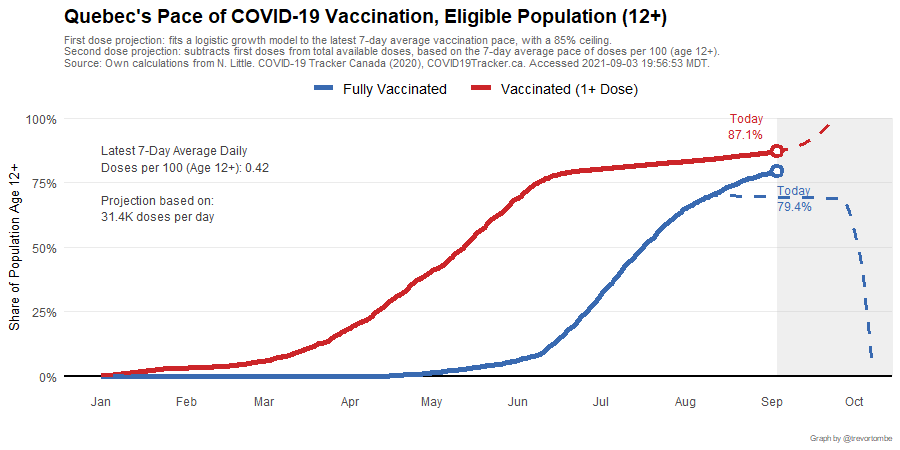 Quebec's Pace of COVID-19 Vaccination, Eligible Population (12+)
First dose projection: fits a logistic growth model to the latest 7-day average vaccination pace, with a 85% ceiling.
Second dose projection: subtracts first doses from total available doses, based on the 7-day average pace of doses per 100 (age 12+).
Source: Own calculations from N. Little. COVID-19 Tracker Canada (2020), COVID19Tracker.ca. Accessed 2021-09-03 19:56:53 MDT.
Fully Vaccinated
Vaccinated (1+ Dose)
Share of Population Age 12+
100%
75%
50%
25%
0%
Latest 7-Day Average Daily
Doses per 100 (Age 12+): 0.42
Projection based on:
31.4K doses per day
Today
87.1%
Today
79.4%
Jan
Feb
Mar
Apr
May
Jun
Jul
Aug
Sep
Oct
Graph by @trevortombe